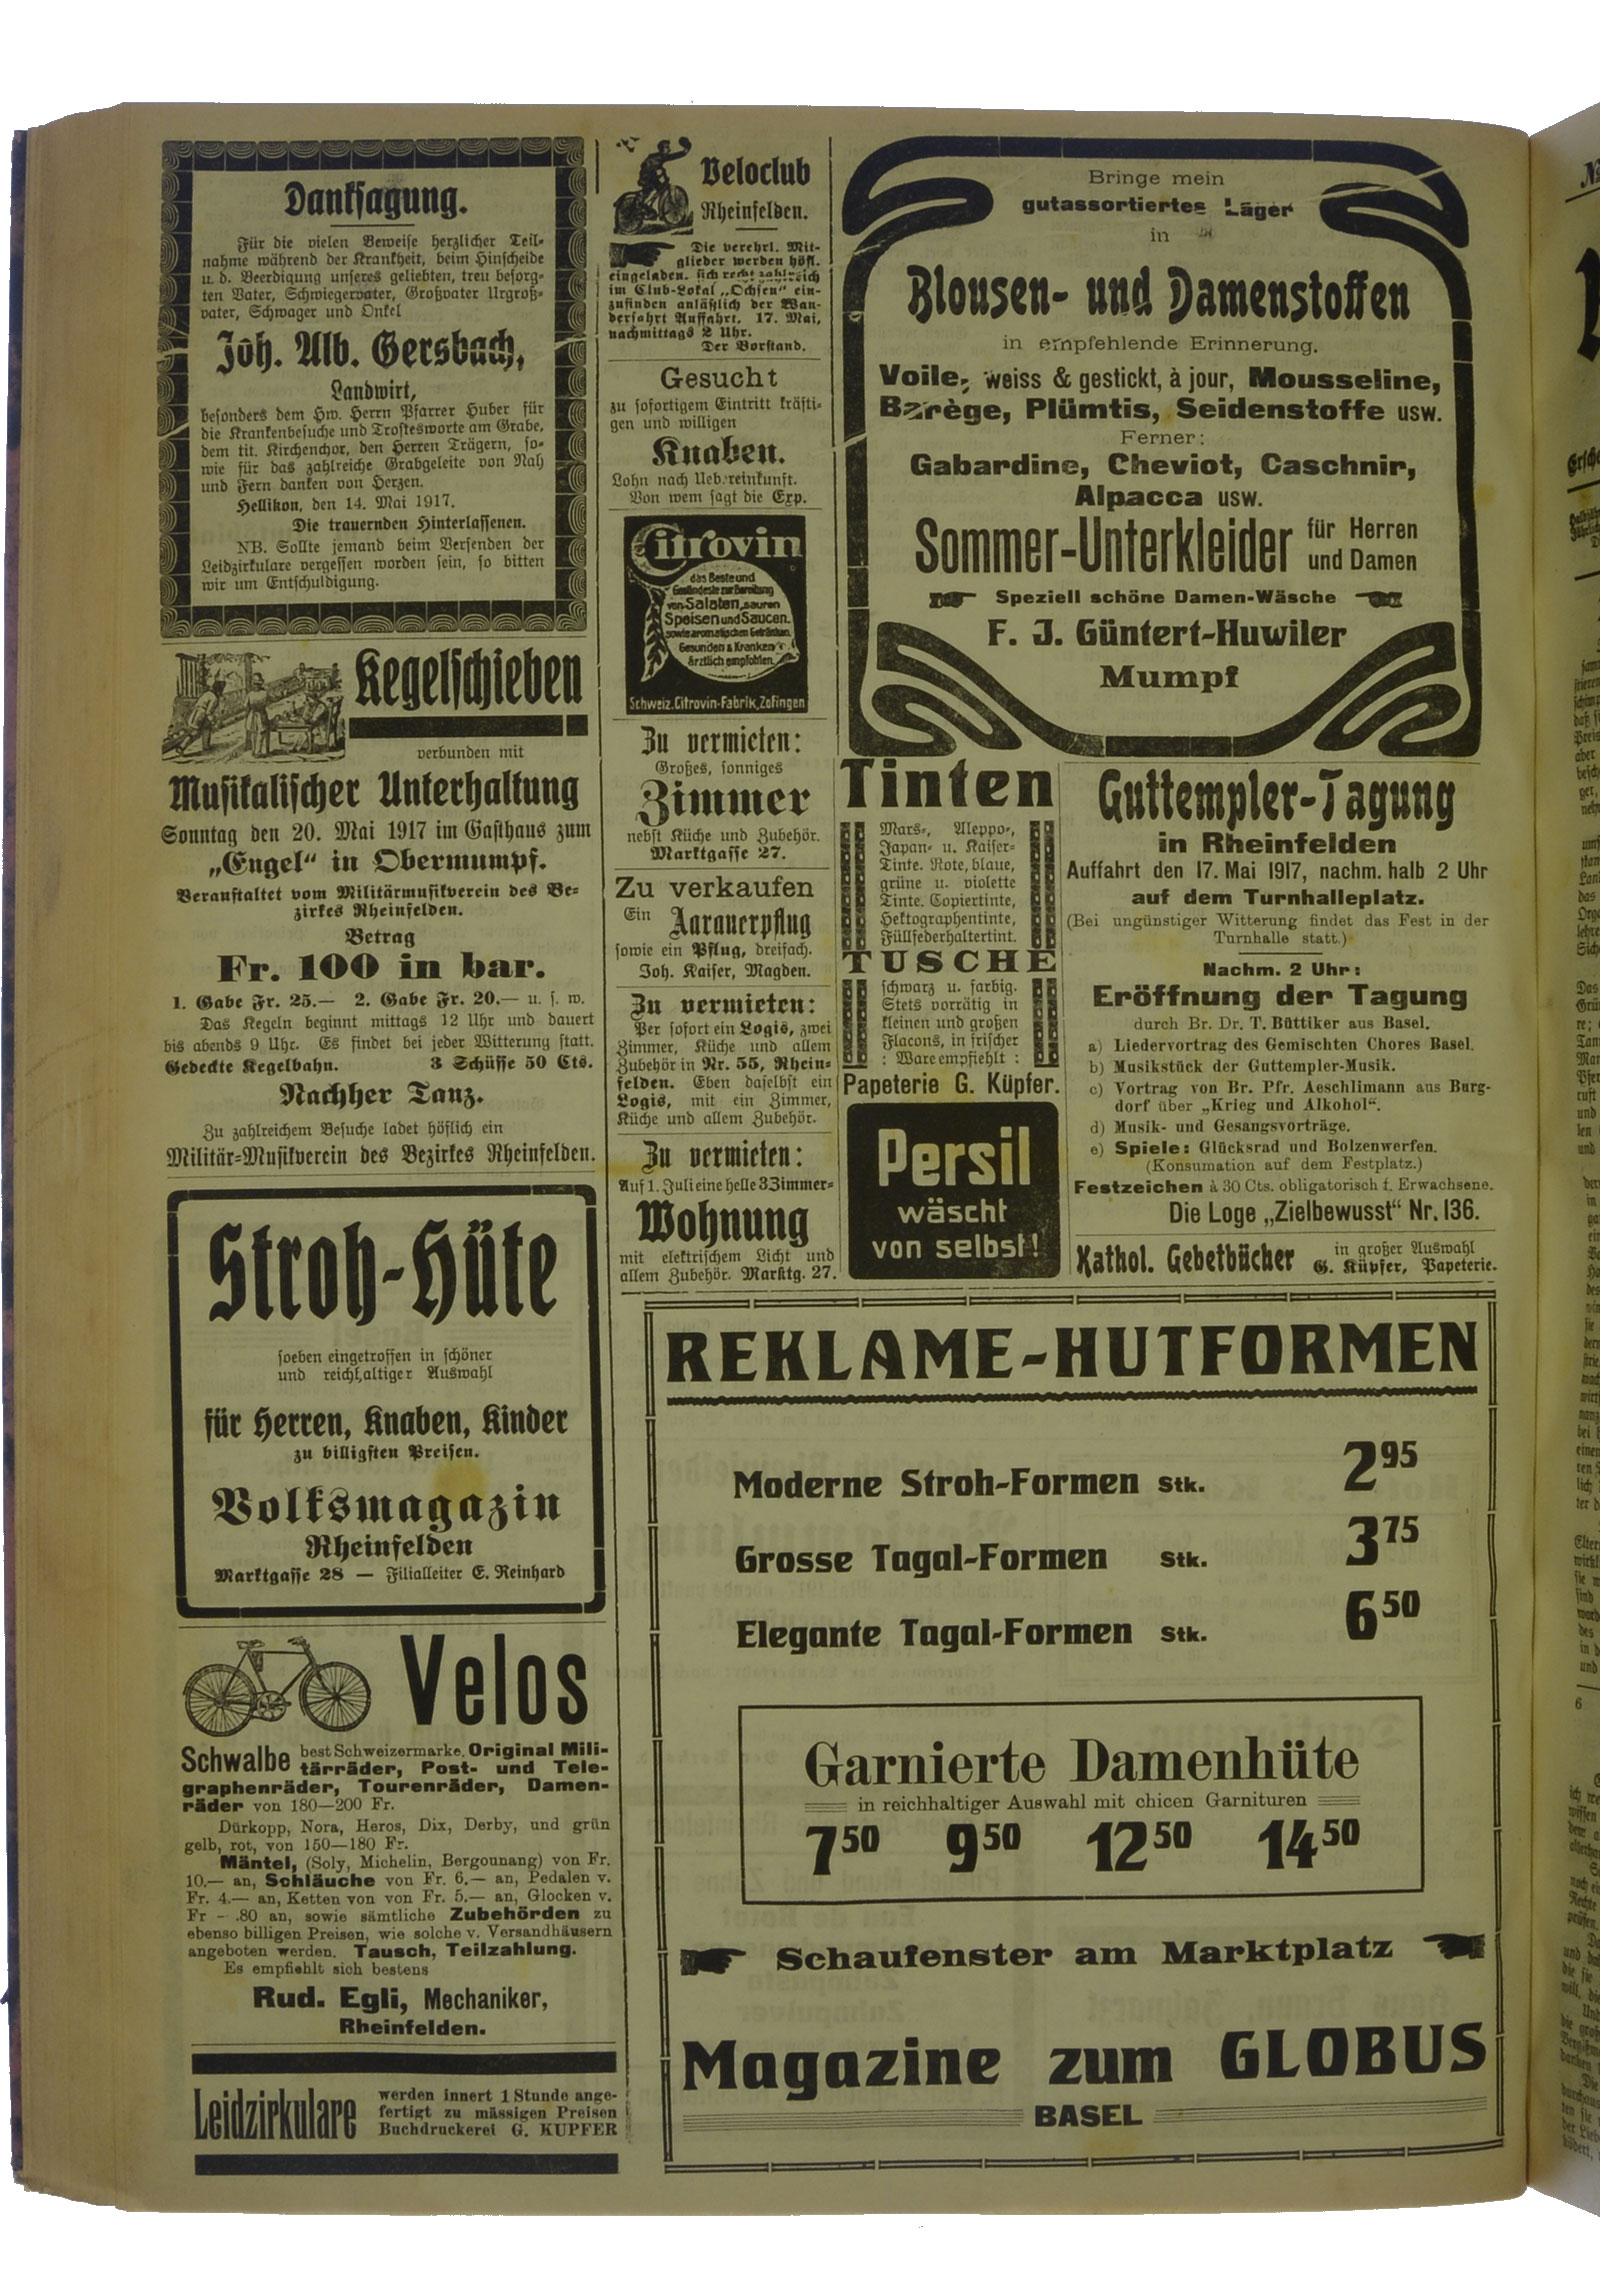 Danksagung.
Für die vielen Beweise herzlicher Teil-
nahme während der Krankheit, beim Hinscheide
u. d. Beerdigung unseres geliebten, treu besorg-
ten Vater, Schwiegervater, Großvater Urgroß-
vater, Schwager und Onkel
Joh. Alb. Gersbach,
Landwirt,
besonders dem Hw. Herrn Pfarrer Huber für
die Krankenbesuche und Trostesworte am Grabe,
dem tit. Kirchenchor, den Herren Trägern, so-
wie für das zahlreiche Grabgeleite von Nah
und Fern danken von Herzen.
Hellikon, den 14. Mai 1917.
Die trauernden Hinterlassenen.
NB. Sollte jemand beim Versenden der
Leidzirkulare vergessen worden sein, so bitten
wir um Entschuldigung.
Kegelschieben
verbunden mit
Musikalischer Unterhaltung
Sonntag den 20. Mai 1917 im Gasthaus zum
„Engel“ in Obermumpf.
Veranstaltet vom Militärmusikverein des Be-
zirkes Rheinfelden.
Betrag
Fr. 100 in bar.
1. Gabe Fr. 25.— 2. Gabe Fr. 20.— u. s. w.
Das Kegeln beginnt mittags 12 Uhr und dauert
bis abends 9 Uhr. Es findet bei jeder Witterung statt.
Gedeckte Kegelbahn. 3 Schüsse 50 Cts.
Nachher Tanz.
Zu zahlreichem Besuche ladet höflich ein
Militär-Musikverein des Bezirkes Rheinfelden.
Stroh-Hüte
soeben eingetroffen in schöner
und reichhaltiger Auswahl
für Herren, Knaben, Kinder
zu billigsten Preisen.
Volksmagazin
Rheinfelden
Marktgasse 28 — Filialleiter E. Reinhard
Velos
Schwalbe best Schweizermarke. Original Mili-
tärräder, Post- und Tele-
graphenräder, Tourenräder, Damen-
räder von 180—200 Fr.
Dürkopp, Nora, Heros, Dix, Derby, und grün
gelb, rot, von 150—180 Fr.
Mäntel, (Soly, Michelin, Bergounang) von Fr.
10.— an, Schläuche von Fr. 6.— an, Pedalen v.
Fr. 4.— an, Ketten von von Fr. 5.— an, Glocken v.
Fr –.80 an, sowie sämtliche Zubehörden zu
ebenso billigen Preisen, wie solche v. Versandhäusern
angeboten werden. Tausch, Teilzahlung.
Es empfiehlt sich bestens
Rud. Egli, Mechaniker,
Rheinfelden.
Leidzirkulare
werden innert 1 Stunde ange-
fertigt zu mässigen Preisen
Buchdruckerei G. KUPFER
Veloclub
Rheinfelden.
Die verehrl. Mit-
glieder werden höfl.
eingeladen, sich recht zahlreich
im Club-Lokal „Ochsen“ ein-
zufinden anläßlich der Wan-
derfahrt Auffahrt, 17. Mai,
nachmittags 2 Uhr.
Der Vorstand.
Gesucht
zu sofortigem Eintritt kräfti-
gen und willigen
Knaben.
Lohn nach Uebereinkunft.
Von wem sagt die Exp.
Citrovin
das Beste und
Gesündeste zur Bereitung
von Salaten, sauren
Speisen und Saucen.
sowie aromatischen Getränken.
Gesunden & Kranken
ärztlich empfohlen.
Schweiz. Citrovin-Fabrik, Zofingen
Zu vermieten:
Großes, sonniges
Zimmer
nebst Küche und Zubehör.
Marktgasse 27.
Zu verkaufen
Ein Aarauerpflug
sowie ein Pflug, dreifach.
Joh. Kaiser, Magden.
Zu vermieten:
Per sofort ein Logis, zwei
Zimmer, Küche und allem
Zubehör in Nr. 55, Rhein-
felden. Eben daselbst ein
Logis, mit ein Zimmer,
Küche und allem Zubehör.
Zu vermieten:
Auf 1. Juli eine helle 3 Zimmer-
Wohnung
mit elektrischem Licht und
allem Zubehör. Marktg. 27.
Bringe mein
gutassortiertes Lager
in
Blousen- und Damenstoffen
in empfehlende Erinnerung.
Voile, weiss & gestickt, à jour, Mousseline,
Barège, Plümtis, Seidenstoffe usw.
Ferner:
Gabardine, Cheviot, Caschnir,
Alpacca usw.
Sommer-Unterkleider für Herren
und Damen
Speziell schöne Damen-Wäsche
F. J. Güntert-Huwiler
Mumpf
Tinten
Mars-, Aleppo-,
Japan- u. Kaiser-
Tinte. Rote, blaue,
grüne u. violette
Tinte. Copiertinte,
Hektographentinte,
Füllfederhaltertint.
TUSCHE
schwarz u. farbig.
Stets vorrätig in
kleinen und großen
Flacons, in frischer
: Ware empfiehlt :
Papeterie G. Küpfer.
Persil
wäscht
von selbst!
Guttempler-Tagung
in Rheinfelden
Auffahrt den 17. Mai 1917, nachm. halb 2 Uhr
auf dem Turnhalleplatz.
(Bei ungünstiger Witterung findet das Fest in der
Turnhalle statt.)
Nachm. 2 Uhr:
Eröffnung der Tagung
durch Br. Dr. T. Büttiker aus Basel.
a) Liedervortrag des Gemischten Chores Basel.
b) Musikstück der Guttempler-Musik.
c) Vortrag von Br. Pfr. Aeschlimann aus Burg-
dorf über „Krieg und Alkohol“.
d) Musik- und Gesangsvorträge.
e) Spiele: Glücksrad und Bolzenwerfen.
(Konsumation auf dem Festplatz.)
Festzeichen à 30 Cts. obligatorisch f. Erwachsene.
Die Loge „Zielbewusst“ Nr. 136.
Kathol. Gebetbücher in großer Auswahl
G. Küpfer, Papeterie.
REKLAME-HUTFORMEN
Moderne Stroh-Formen Stk. 2 95
Grosse Tagal-Formen Stk. 3 75
Elegante Tagal-Formen Stk. 6 50
Garnierte Damenhüte
in reichhaltiger Auswahl mit chicen Garnituren
7 50 9 50 12 50 14 50
Schaufenster am Marktplatz
Magazine zum GLOBUS
BASEL